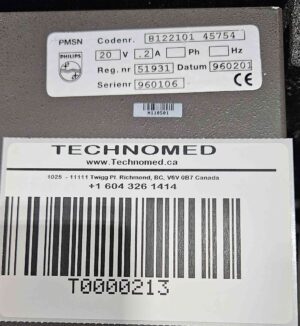 PMSN Codenr. 8122101 45754
PHILIPS 20 V .2 A Ph Hz
Reg.nr 51931 Datum 960201
Serienr 960106 CE
M110501
TECHNOMED
www.Technomed.ca
1025 - 11111 Twigg Pl. Richmond, BC, V6V 0B7 Canada
+1 604 326 1414
T0000213